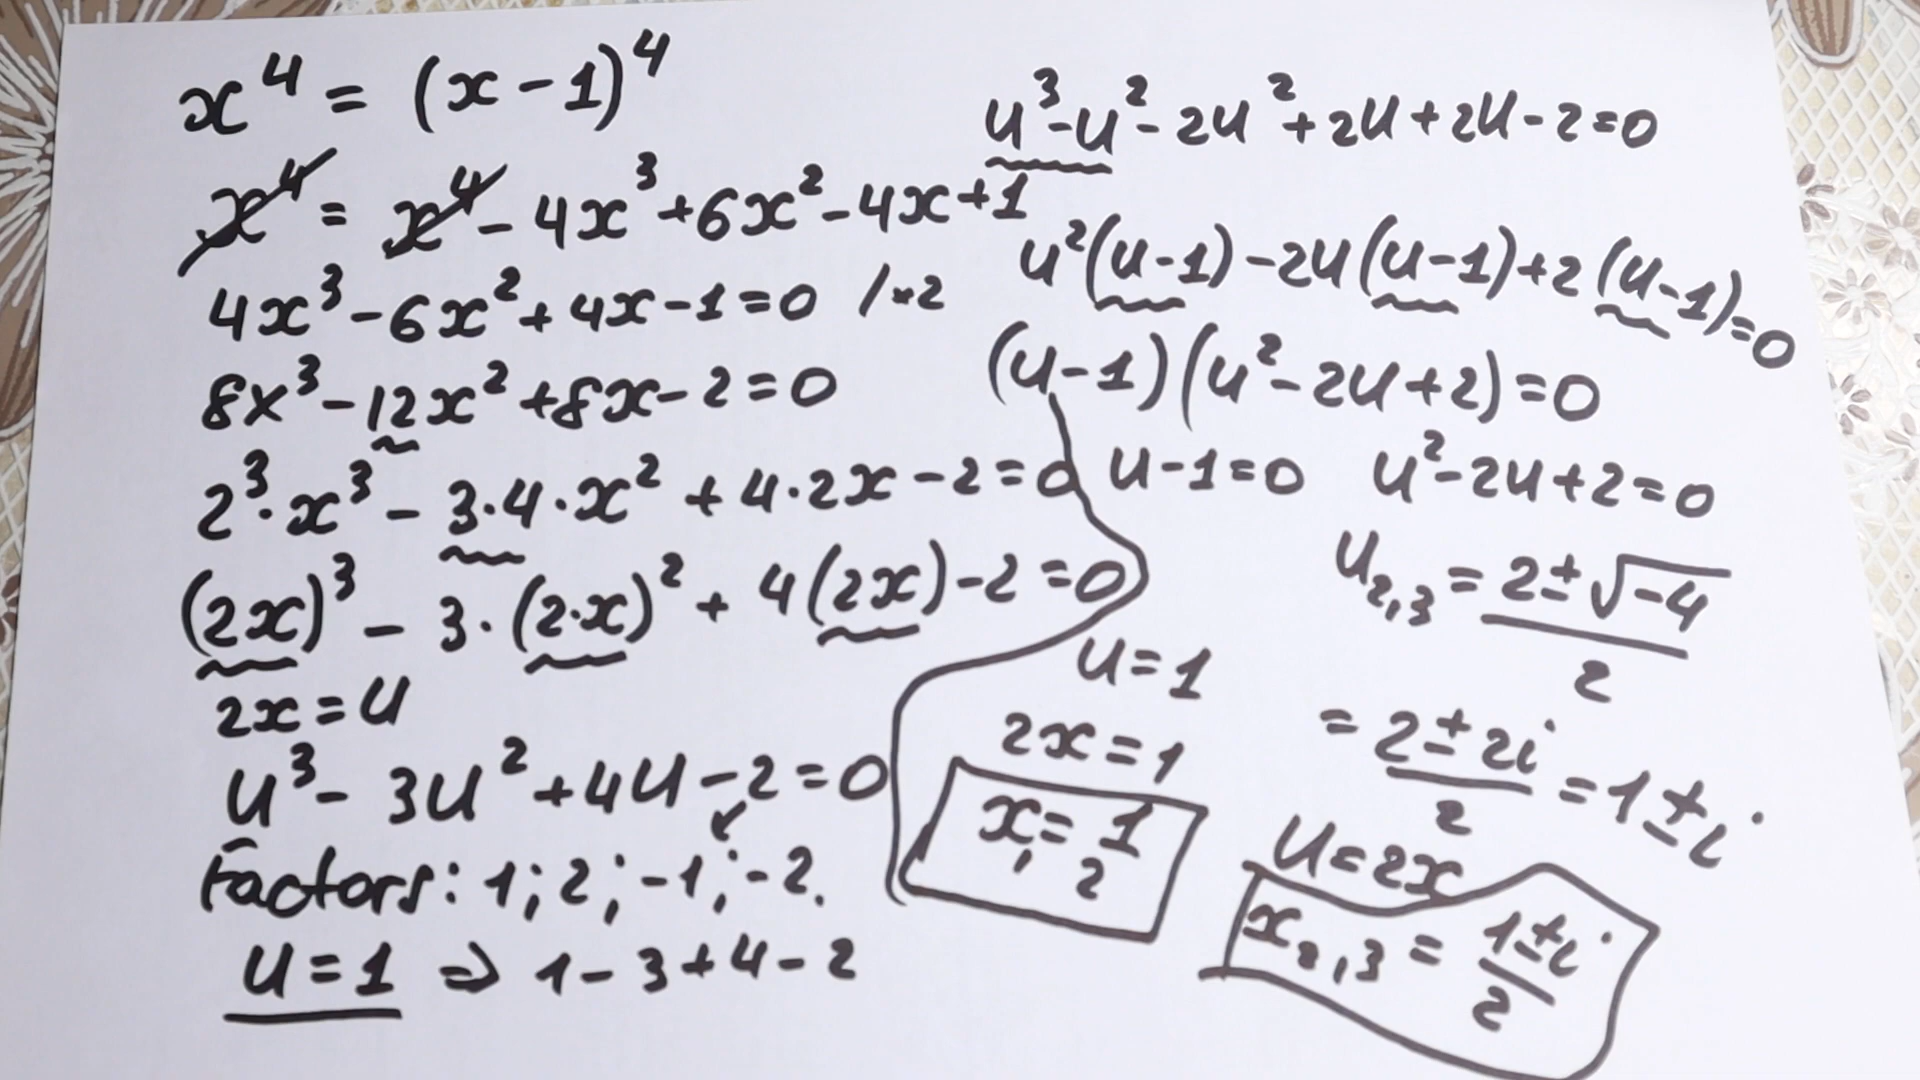 x⁴ = (x - 1)⁴
x⁴ = x⁴ - 4x³ + 6x² - 4x + 1
4x³ - 6x² + 4x - 1 = 0 /×2
8x³ - 12x² + 8x - 2 = 0
2³·x³ - 3·4·x² + 4·2x - 2 = 0
(2x)³ - 3·(2·x)² + 4(2x) - 2 = 0
2x = u
u³ - 3u² + 4u - 2 = 0
Factors: 1; 2; -1; -2.
u = 1 ⇒ 1 - 3 + 4 - 2
u³ - u² - 2u² + 2u + 2u - 2 = 0
u²(u - 1) - 2u(u - 1) + 2(u - 1) = 0
(u - 1)(u² - 2u + 2) = 0
u - 1 = 0
u = 1
2x = 1
x₁ = 1/2
u² - 2u + 2 = 0
u₂,₃ = (2 ± √-4)/2
= (2 ± 2i)/2 = 1 ± i
u = 2x
x₂,₃ = (1 ± i)/2